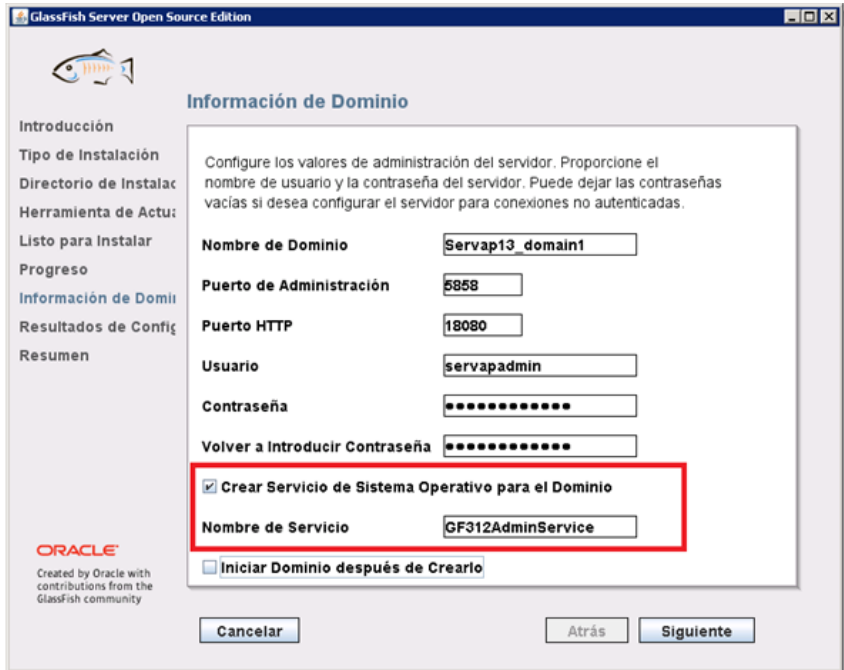 GlassFish Server Open Source Edition
Información de Dominio
Introducción
Tipo de Instalación
Directorio de Instalac
Herramienta de Actua
Listo para Instalar
Progreso
Información de Domin
Resultados de Config
Resumen
Configure los valores de administración del servidor. Proporcione el
nombre de usuario y la contraseña del servidor. Puede dejar las contraseñas
vacías si desea configurar el servidor para conexiones no autenticadas.
Nombre de Dominio Servap13_domain1
Puerto de Administración 5858
Puerto HTTP 18080
Usuario servapadmin
Contraseña ●●●●●●●●●●●●
Volver a Introducir Contraseña ●●●●●●●●●●●●
Crear Servicio de Sistema Operativo para el Dominio
Nombre de Servicio GF312AdminService
Iniciar Dominio después de Crearlo
ORACLE
Created by Oracle with
contributions from the
GlassFish community
Cancelar Atrás Siguiente